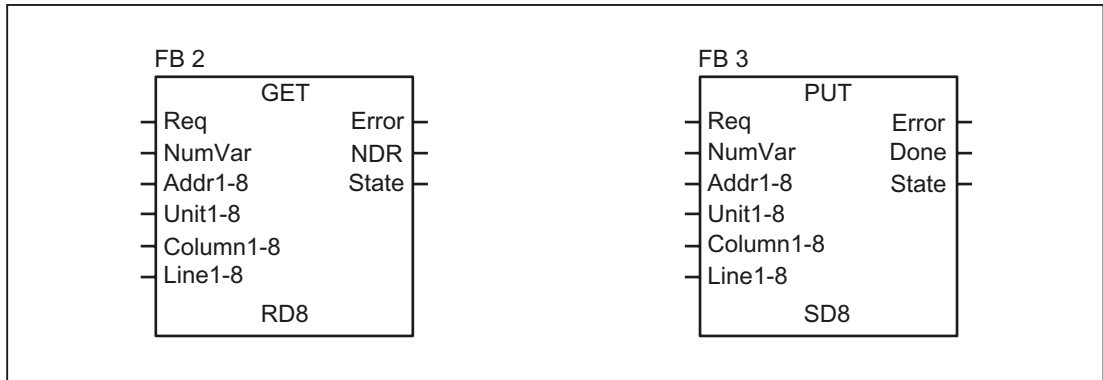 FB 2
GET
Req Error
NumVar NDR
Addr1-8 State
Unit1-8
Column1-8
Line1-8
RD8
FB 3
PUT
Req Error
NumVar Done
Addr1-8 State
Unit1-8
Column1-8
Line1-8
SD8